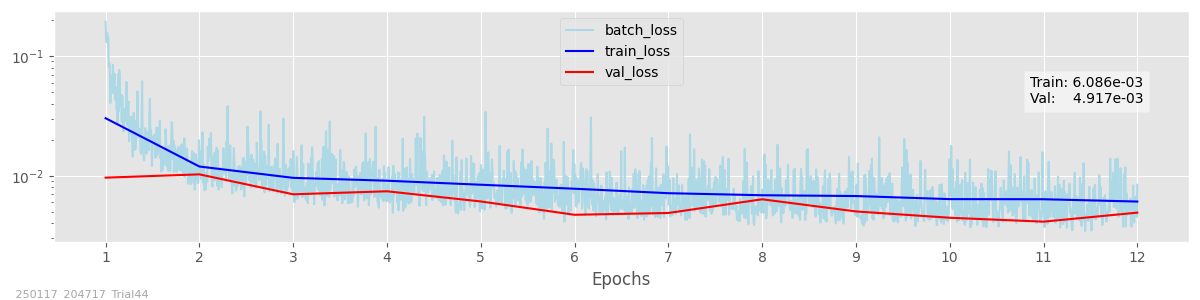 batch_loss
train_loss
val_loss
Train: 6.086e-03
Val: 4.917e-03
10⁻¹
10⁻²
1 2 3 4 5 6 7 8 9 10 11 12
Epochs
250117_204717_Trial44